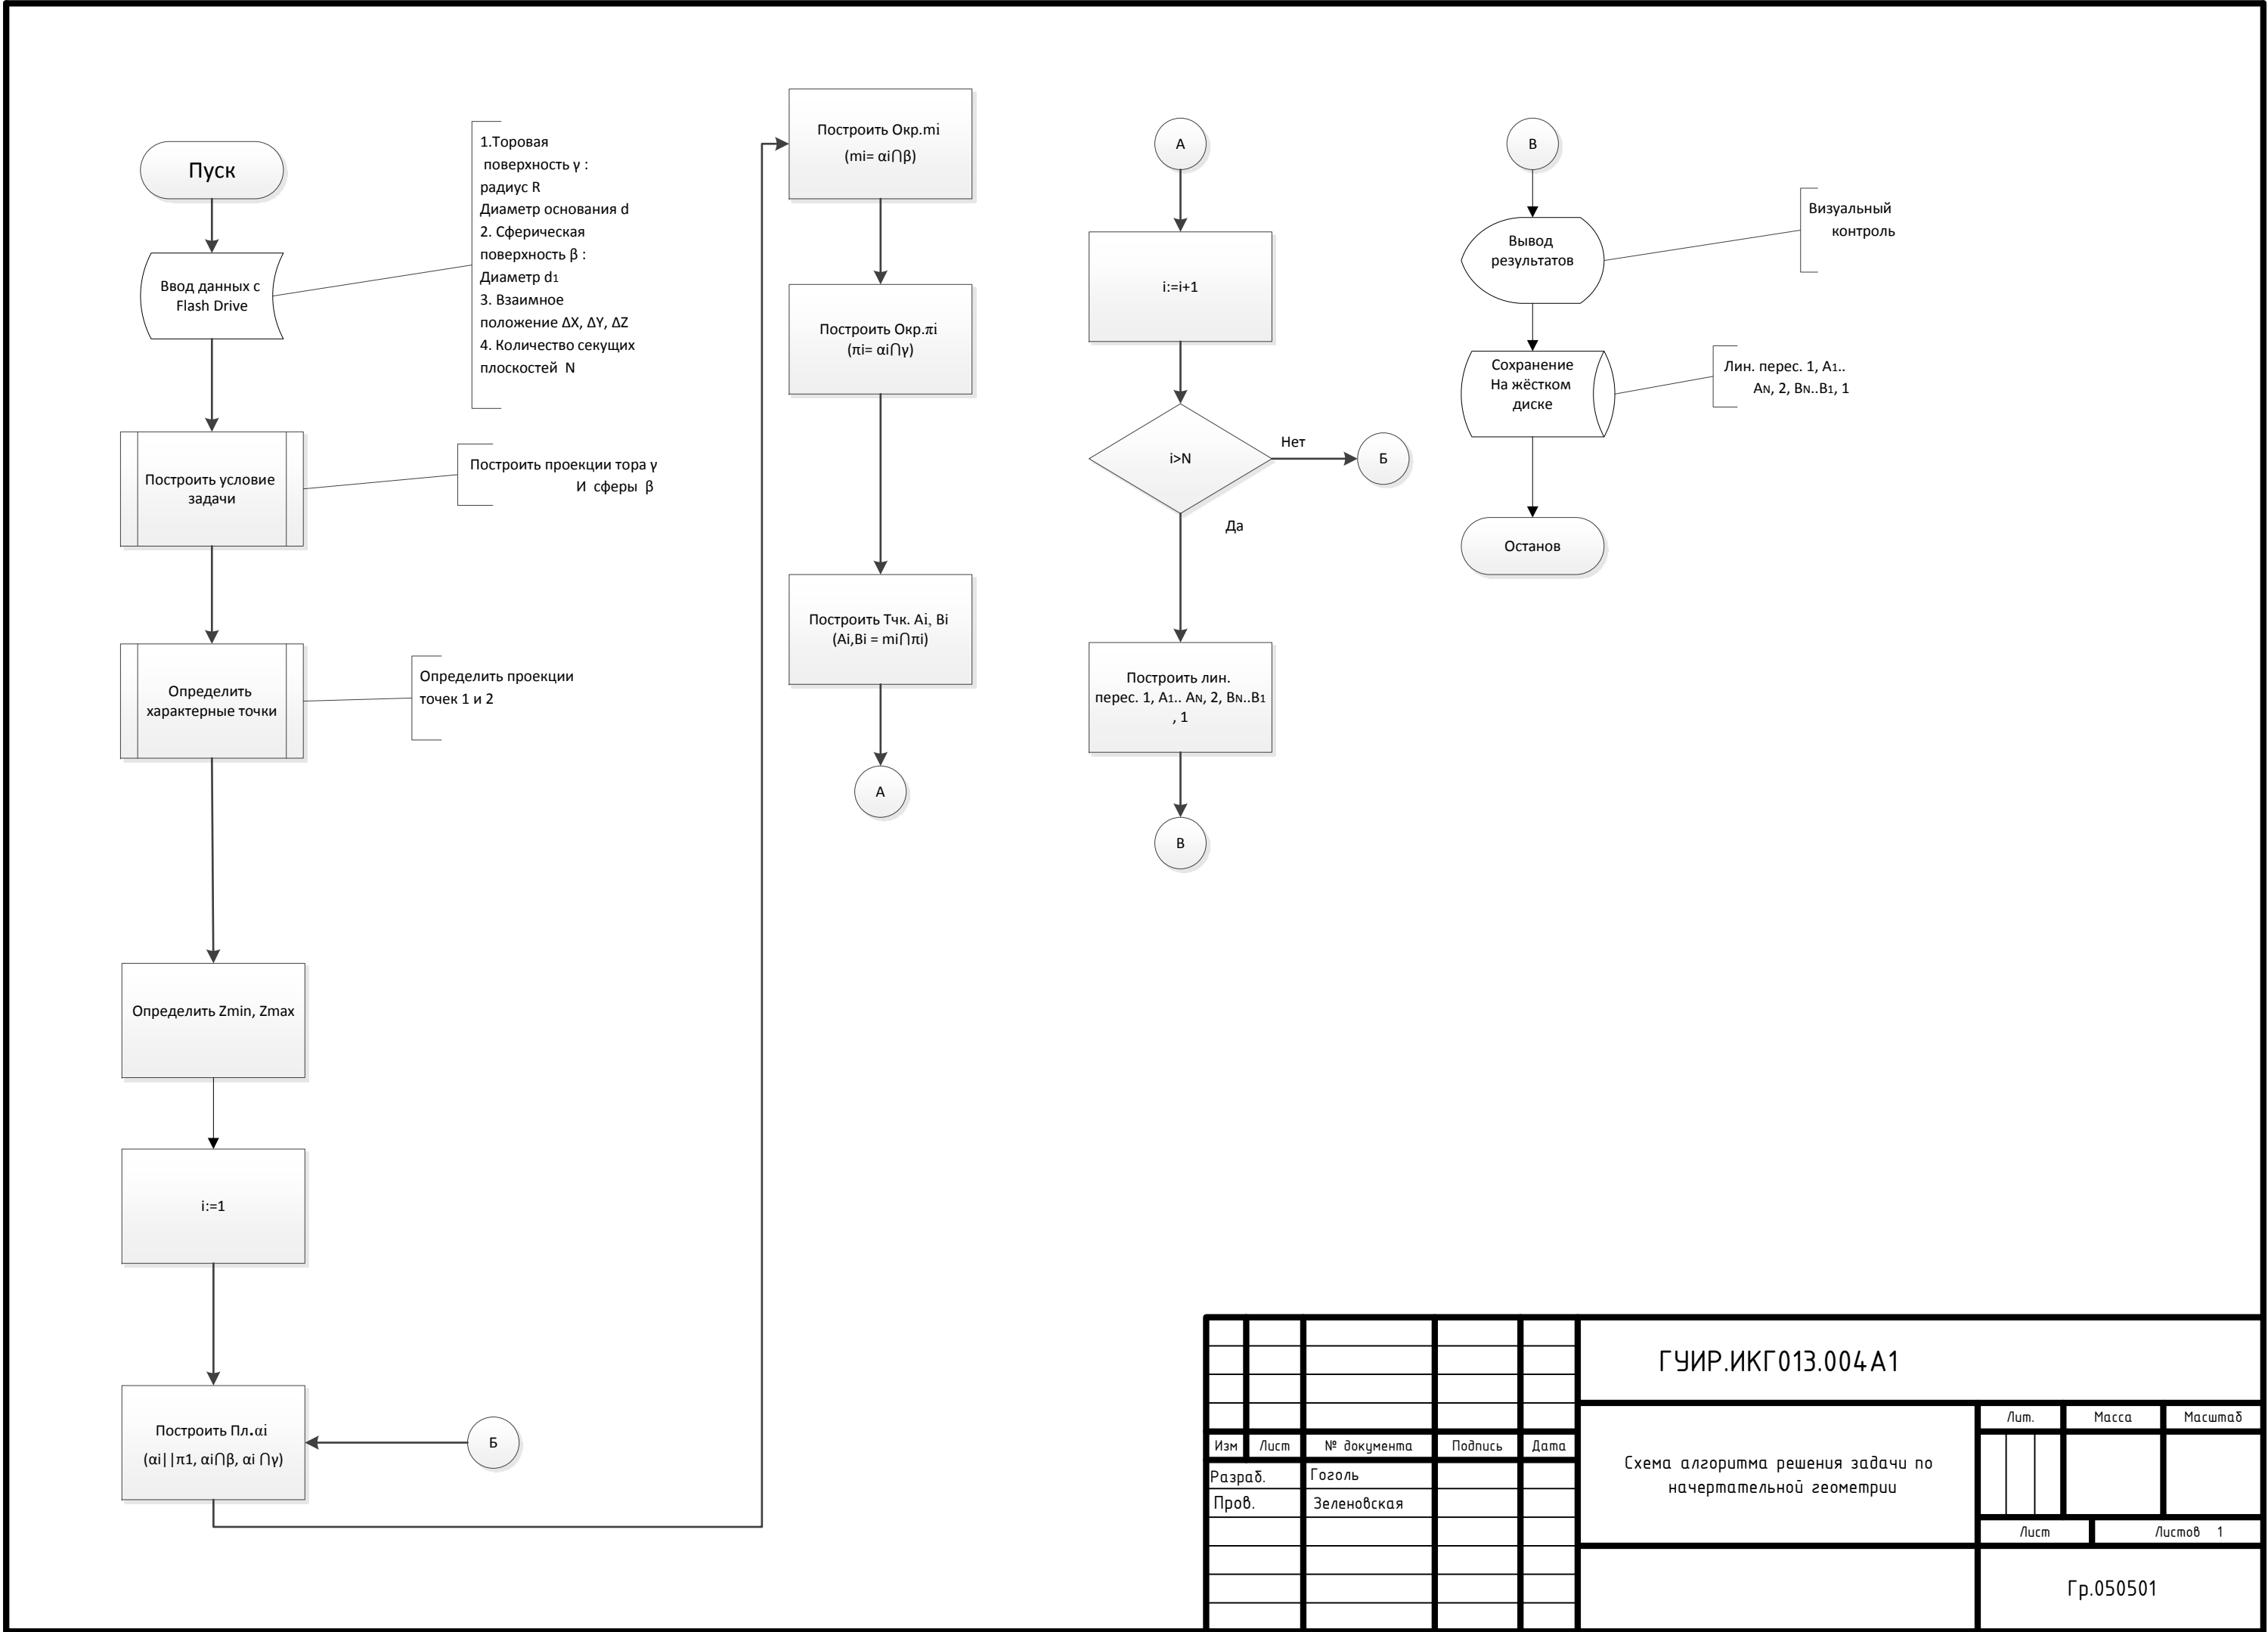 Пуск
Ввод данных с
Flash Drive
1.Торовая
поверхность γ :
радиус R
Диаметр основания d
2. Сферическая
поверхность β :
Диаметр d1
3. Взаимное
положение ΔX, ΔY, ΔZ
4. Количество секущих
плоскостей N
Построить условие
задачи
Построить проекции тора γ
И сферы β
Определить
характерные точки
Определить проекции
точек 1 и 2
Определить Zmin, Zmax
i:=1
Построить Пл.αi
(αi||π1, αi⋂β, αi ⋂γ)
Б
Построить Окр.mi
(mi= αi⋂β)
Построить Окр.πi
(πi= αi⋂γ)
Построить Тчк. Ai, Bi
(Ai,Bi = mi⋂πi)
А
А
i:=i+1
i>N
Нет
Б
Да
Построить лин.
перес. 1, A1.. AN, 2, BN..B1
, 1
В
В
Вывод
результатов
Визуальный
контроль
Сохранение
На жёстком
диске
Лин. перес. 1, A1..
AN, 2, BN..B1, 1
Останов
ГУИР.ИКГ013.004 А1
Изм Лист № документа Подпись Дата
Разраб. Гоголь
Пров. Зеленовская
Схема алгоритма решения задачи по
начертательной геометрии
Лит. Масса Масштаб
Лист Листов 1
Гр.050501